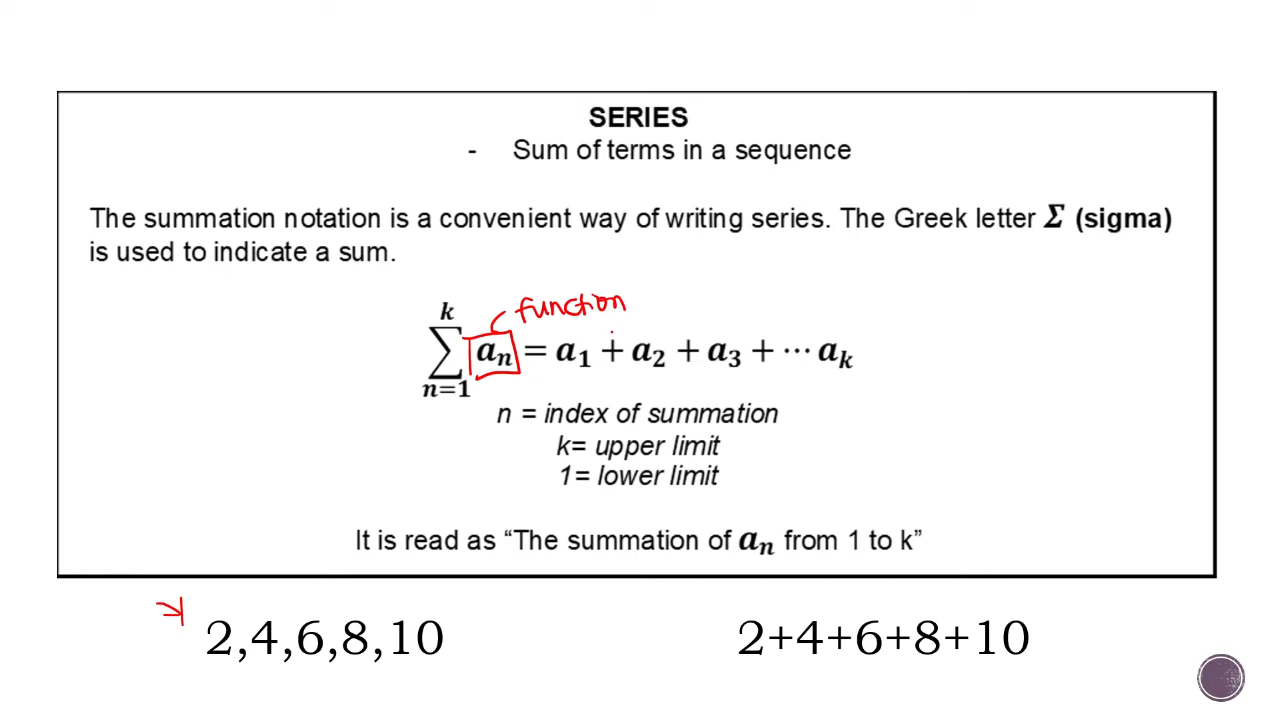 SERIES
- Sum of terms in a sequence
The summation notation is a convenient way of writing series. The Greek letter Σ (sigma)
is used to indicate a sum.
function
k
∑ aₙ = a₁ + a₂ + a₃ + ⋯ aₖ
n=1
n = index of summation
k= upper limit
1= lower limit
It is read as “The summation of aₙ from 1 to k”
2,4,6,8,10
2+4+6+8+10